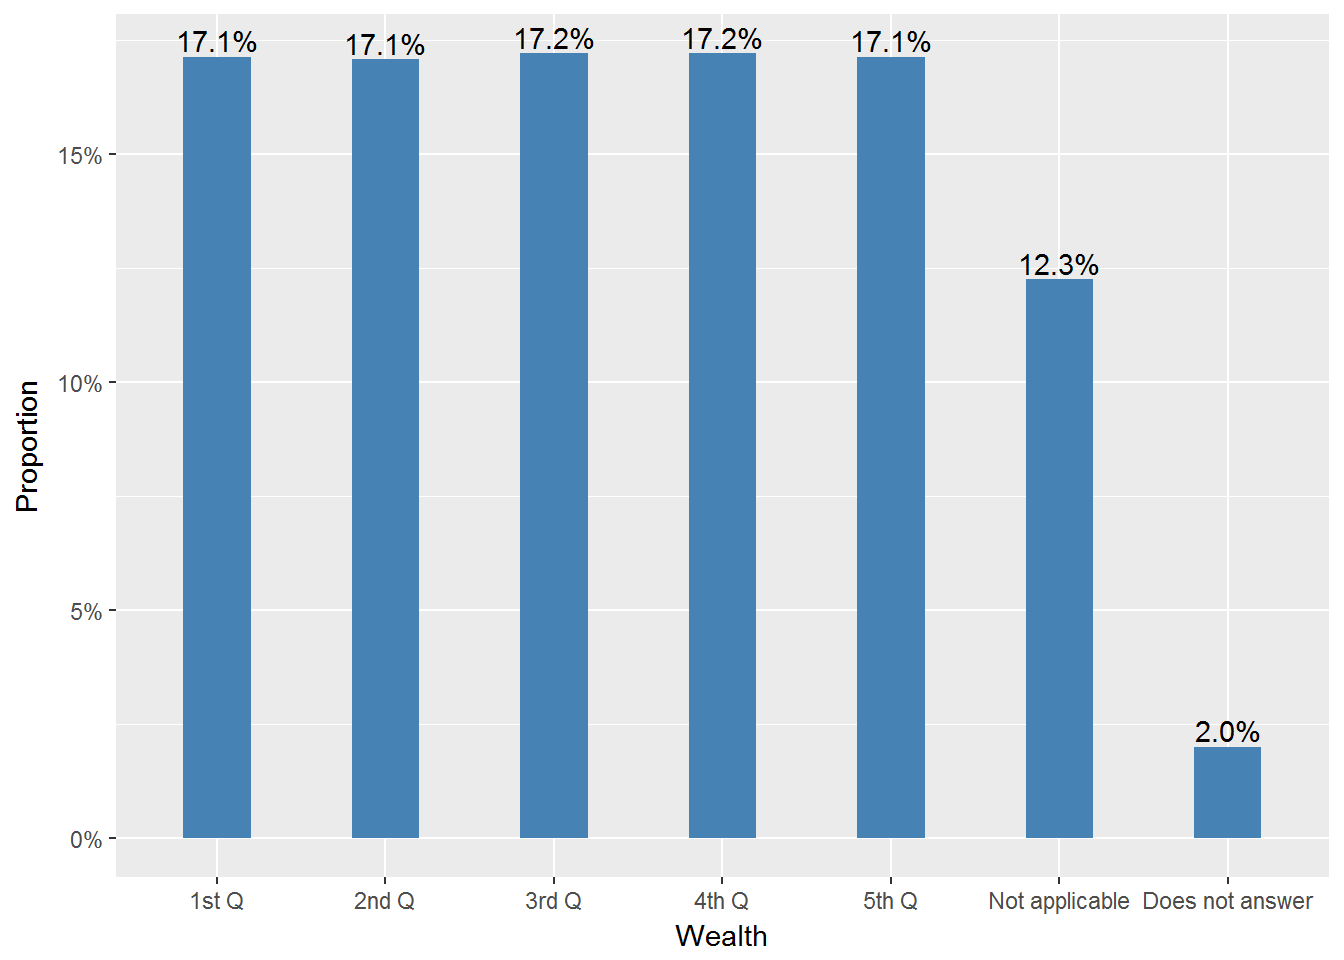 17.1% 17.1% 17.2% 17.2% 17.1%
15%
12.3%
10%
Proportion
5%
2.0%
0%
1st Q 2nd Q 3rd Q 4th Q 5th Q Not applicable Does not answer
Wealth